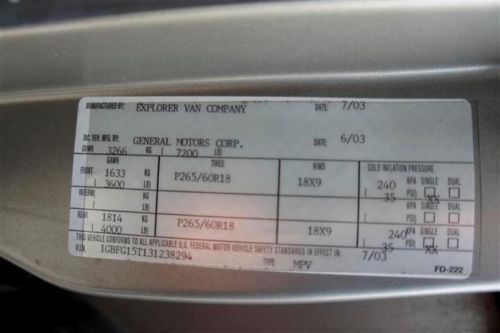 MANUFACTURED BY: EXPLORER VAN COMPANY DATE: 7/03
INC. VEH. MFG. BY: GENERAL MOTORS CORP. DATE: 6/03
GVWR 3266 KG ( 7200 LB)
GAWR TIRES RIMS COLD INFLATION PRESSURE
FRONT 1633 KG P265/60R18 18X9 240 KPA SINGLE DUAL
( 3600 LB) ( 35 PSI) XX
INTERM KG
( LB)
REAR 1814 KG P265/60R18 18X9 240 KPA SINGLE DUAL
( 4000 LB) ( 35 PSI) XX
THIS VEHICLE CONFORMS TO ALL APPLICABLE U.S. FEDERAL MOTOR VEHICLE SAFETY STANDARDS IN EFFECT IN 7/03
V.I.N. 1GBFG15T131238294 TYPE MPV FD-222